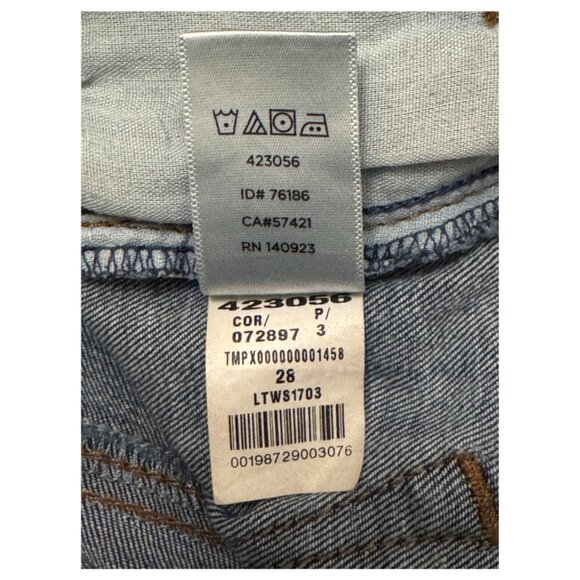 423056
ID# 76186
CA#57421
RN 140923
423056
COR/ P/
072897 3
TMPX000000001458
28
LTWS1703
00198729003076